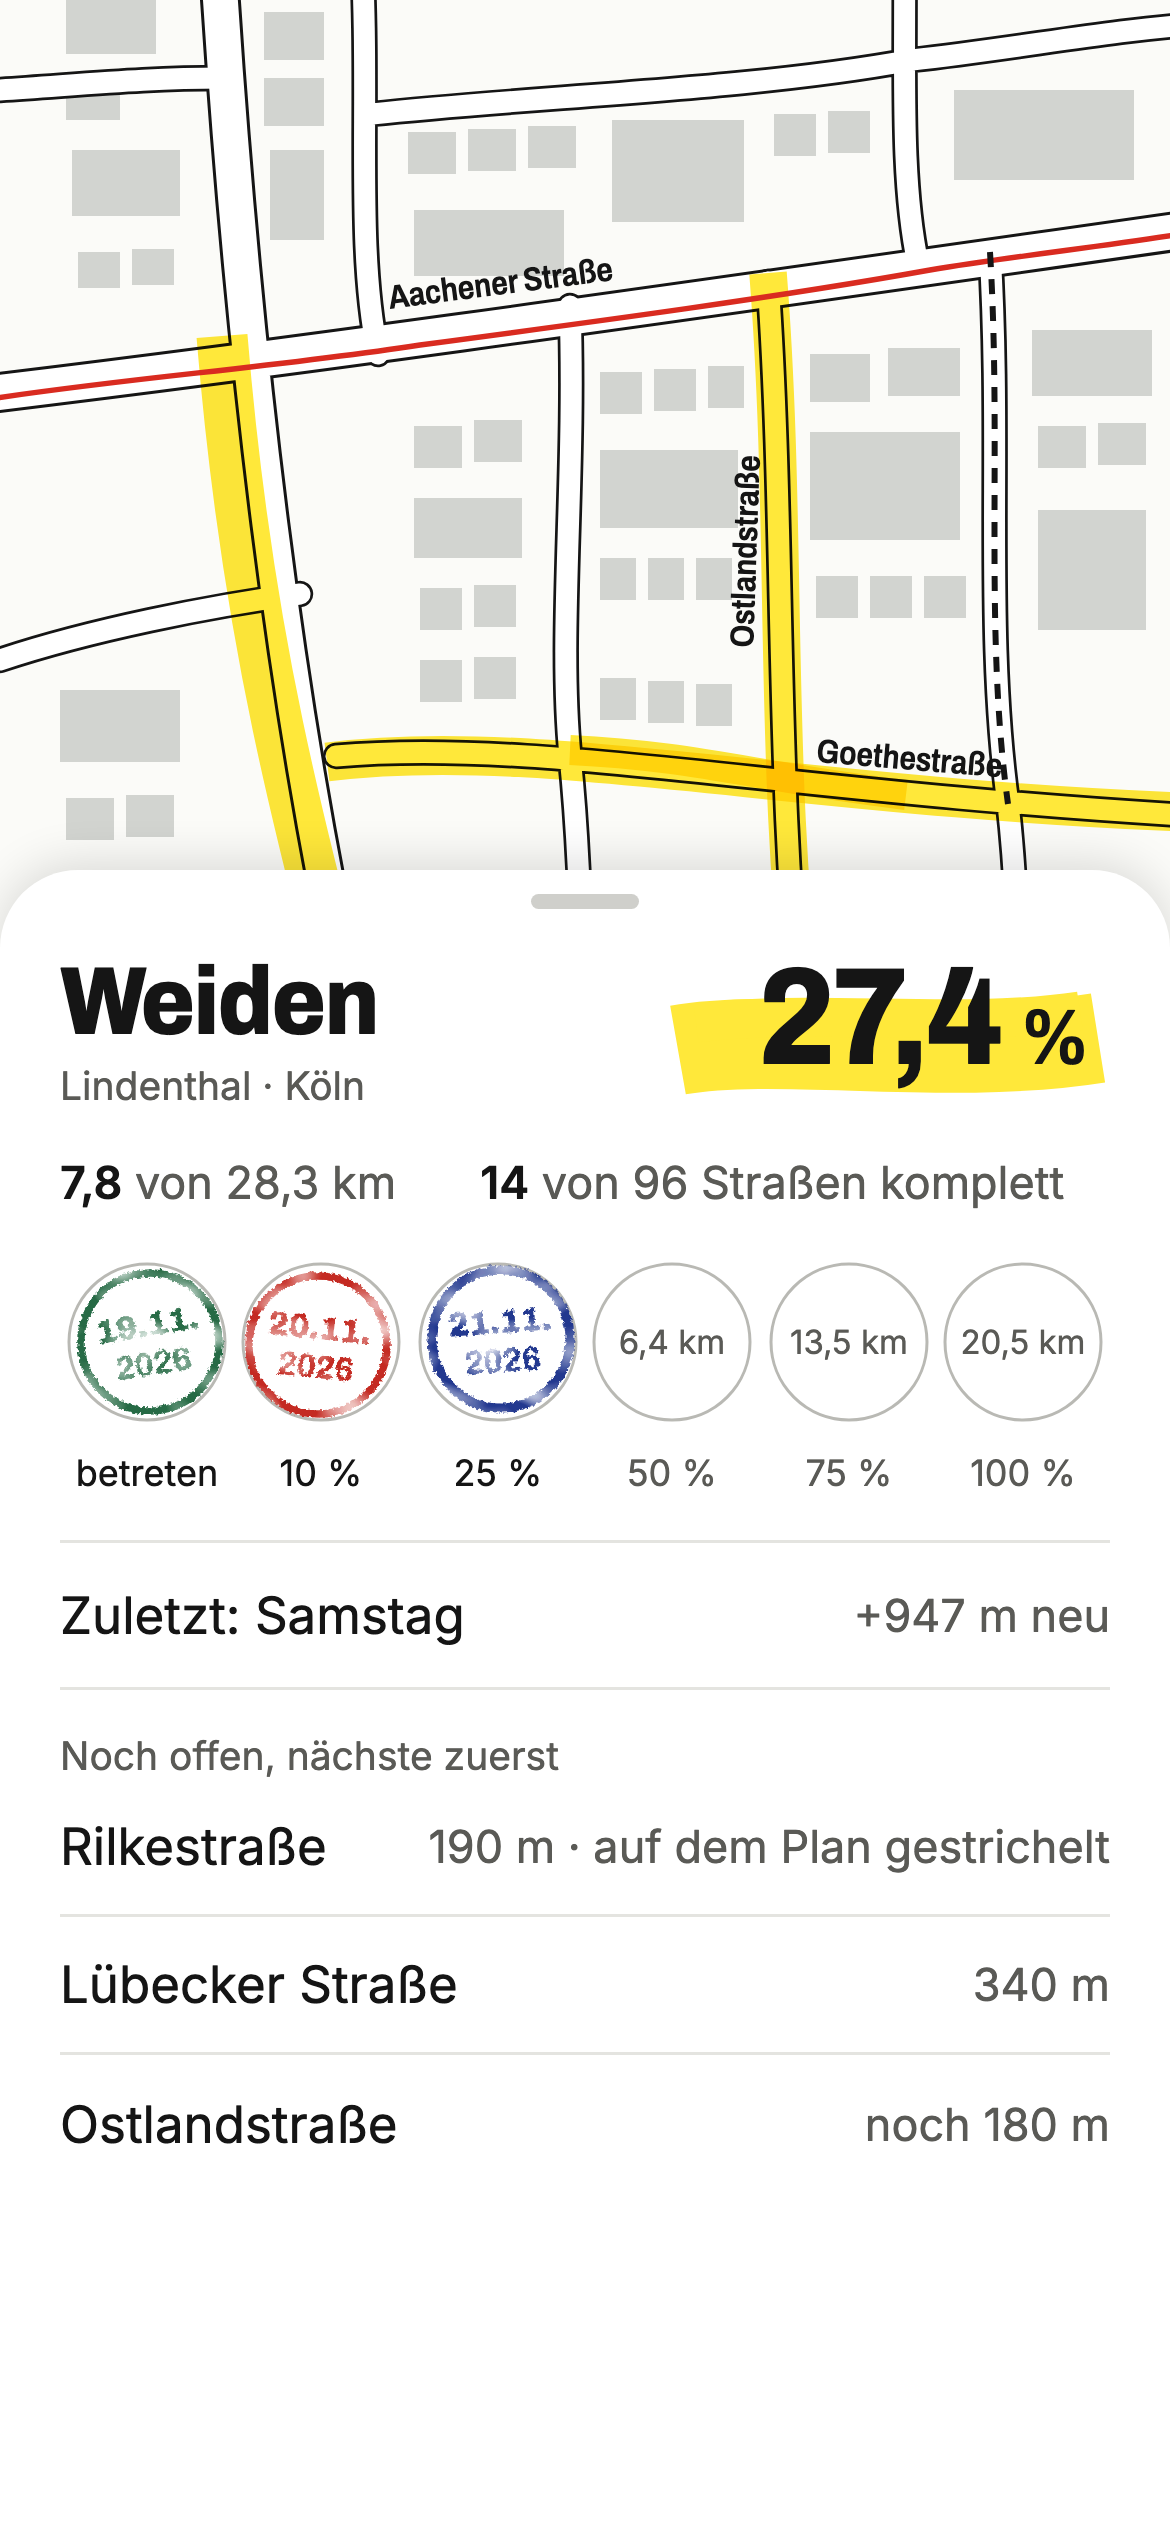 Aachener Straße
Ostlandstraße
Goethestraße
Weiden
27,4 %
Lindenthal · Köln
7,8 von 28,3 km
14 von 96 Straßen komplett
19.11.
2026
20.11.
2026
21.11.
2026
6,4 km
13,5 km
20,5 km
betreten
10 %
25 %
50 %
75 %
100 %
Zuletzt: Samstag
+947 m neu
Noch offen, nächste zuerst
Rilkestraße
190 m · auf dem Plan gestrichelt
Lübecker Straße
340 m
Ostlandstraße
noch 180 m